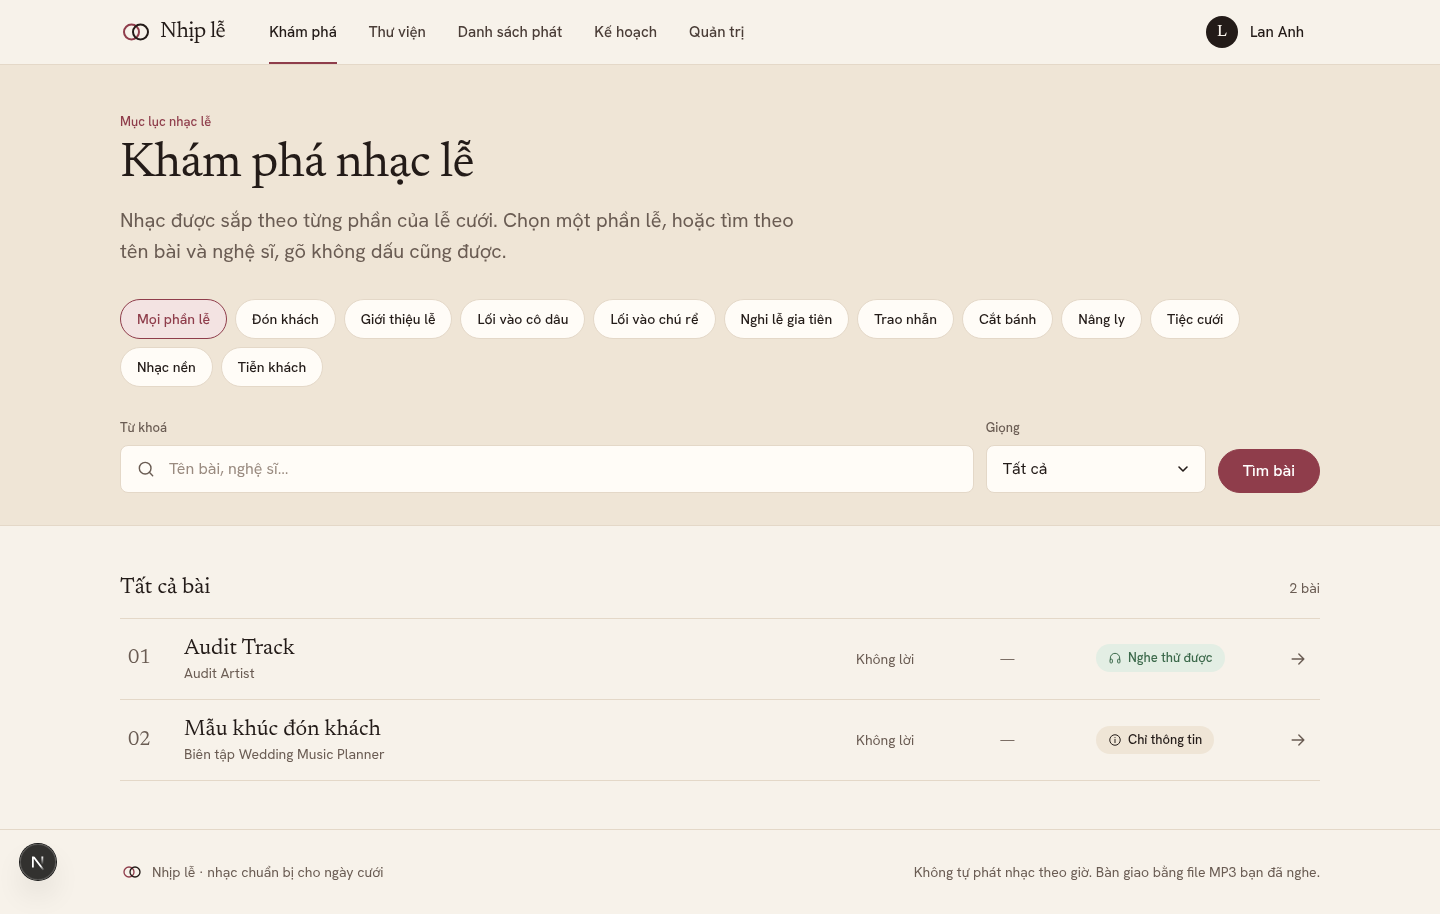 Nhịp lễ
Khám phá
Thư viện
Danh sách phát
Kế hoạch
Quản trị
L
Lan Anh
Mục lục nhạc lễ
Khám phá nhạc lễ
Nhạc được sắp theo từng phần của lễ cưới. Chọn một phần lễ, hoặc tìm theo
tên bài và nghệ sĩ, gõ không dấu cũng được.
Mọi phần lễ
Đón khách
Giới thiệu lễ
Lối vào cô dâu
Lối vào chú rể
Nghi lễ gia tiên
Trao nhẫn
Cắt bánh
Nâng ly
Tiệc cưới
Nhạc nền
Tiễn khách
Từ khoá
Giọng
Tên bài, nghệ sĩ...
Tất cả
Tìm bài
Tất cả bài
2 bài
01
Audit Track
Audit Artist
Không lời
—
Nghe thử được
02
Mẫu khúc đón khách
Biên tập Wedding Music Planner
Không lời
—
Chỉ thông tin
N
Nhịp lễ · nhạc chuẩn bị cho ngày cưới
Không tự phát nhạc theo giờ. Bàn giao bằng file MP3 bạn đã nghe.